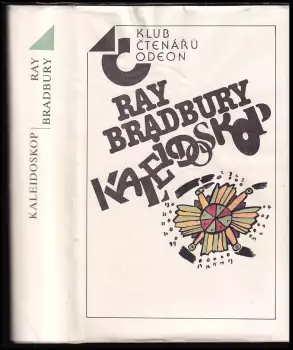 KLUB
ČTENÁŘŮ
ODEON
RAY
BRADBURY
KALEIDOSKOP
RAY
BRADBURY
KALEIDOSKOP